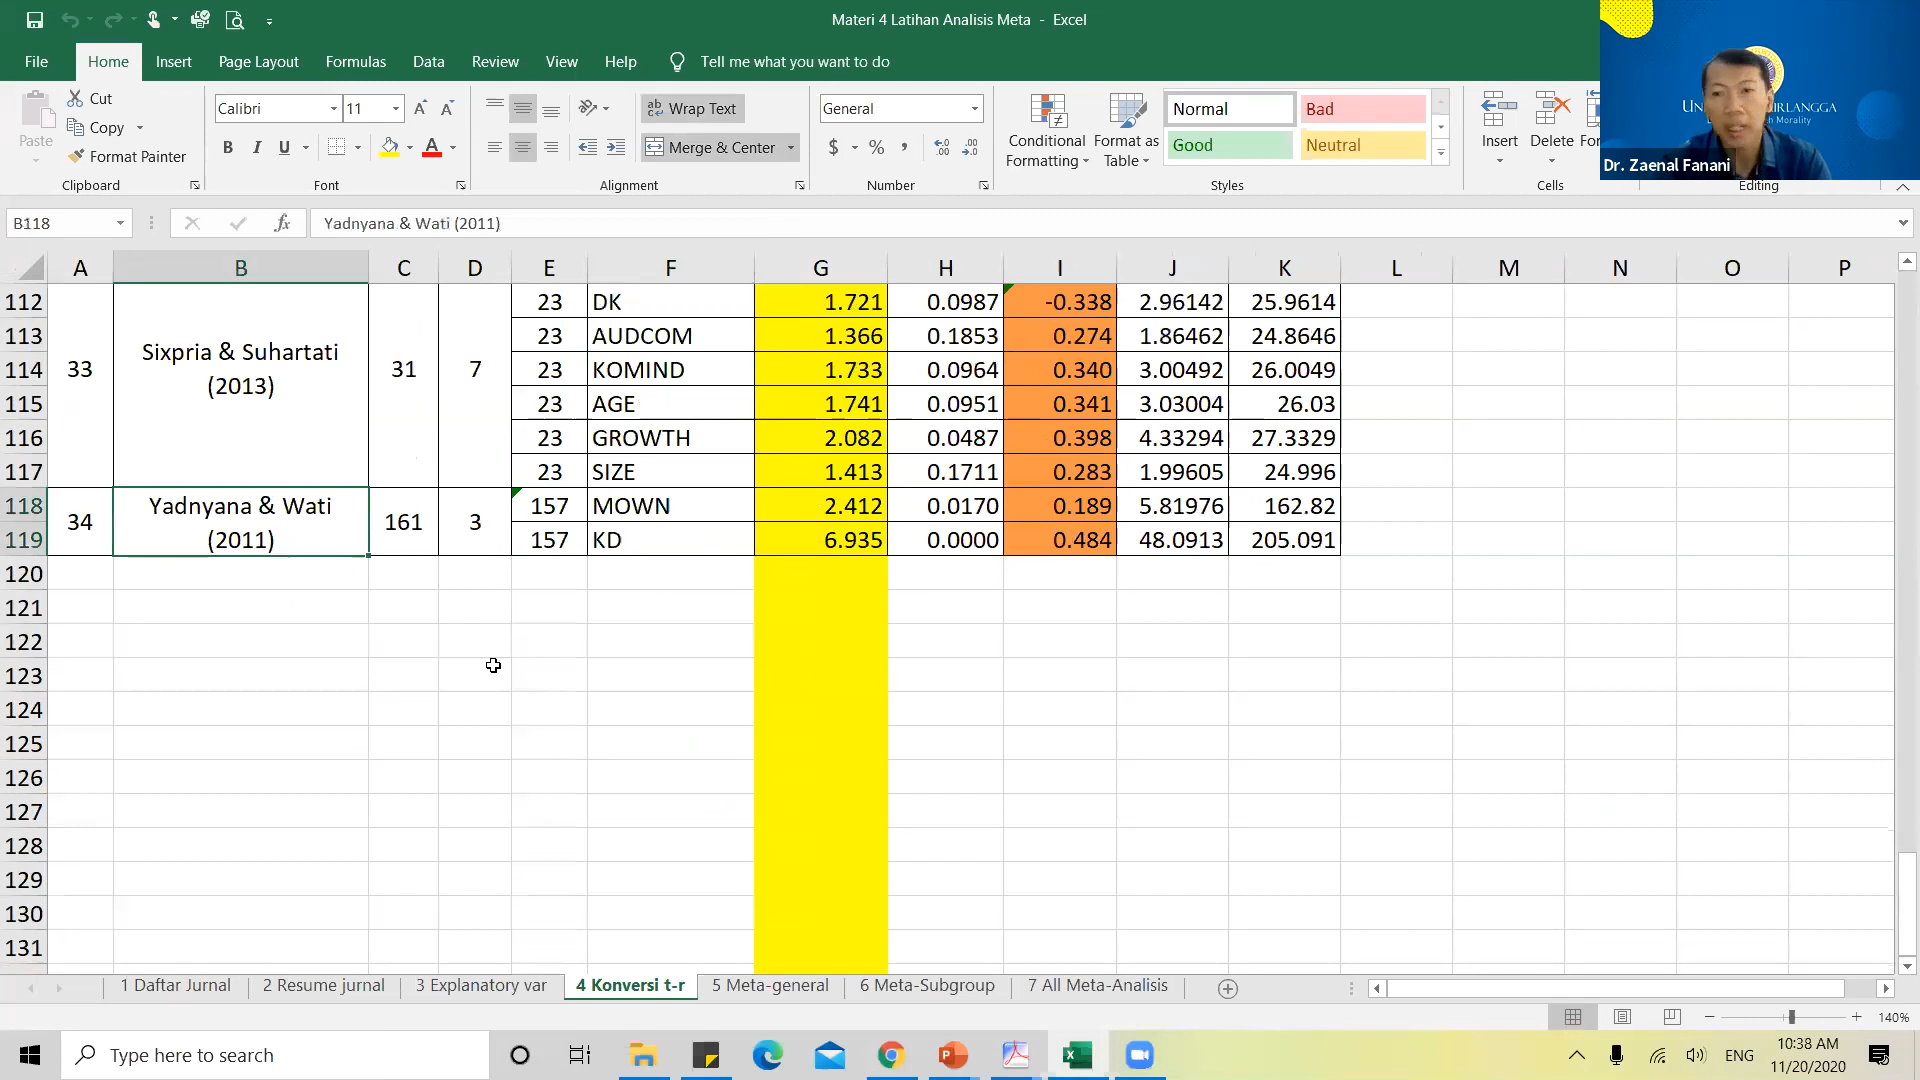 Materi 4 Latihan Analisis Meta - Excel
File Home Insert Page Layout Formulas Data Review View Help Tell me what you want to do
Paste
Cut
Copy
Format Painter
Clipboard
Calibri 11
B I U
Font
Wrap Text
Merge & Center
Alignment
General
$ %
Number
Conditional Formatting
Format as Table
Normal Bad
Good Neutral
Styles
Insert Delete
Cells
Editing
Dr. Zaenal Fanani
B118 fx Yadnyana & Wati (2011)
A B C D E F G H I J K L M N O P
112 23 DK 1.721 0.0987 -0.338 2.96142 25.9614
113 23 AUDCOM 1.366 0.1853 0.274 1.86462 24.8646
33 Sixpria & Suhartati (2013) 31 7
114 23 KOMIND 1.733 0.0964 0.340 3.00492 26.0049
115 23 AGE 1.741 0.0951 0.341 3.03004 26.03
116 23 GROWTH 2.082 0.0487 0.398 4.33294 27.3329
117 23 SIZE 1.413 0.1711 0.283 1.99605 24.996
34 Yadnyana & Wati (2011) 161 3
118 157 MOWN 2.412 0.0170 0.189 5.81976 162.82
119 157 KD 6.935 0.0000 0.484 48.0913 205.091
120
121
122
123
124
125
126
127
128
129
130
131
1 Daftar Jurnal 2 Resume jurnal 3 Explanatory var 4 Konversi t-r 5 Meta-general 6 Meta-Subgroup 7 All Meta-Analisis
140%
Type here to search
ENG
10:38 AM
11/20/2020